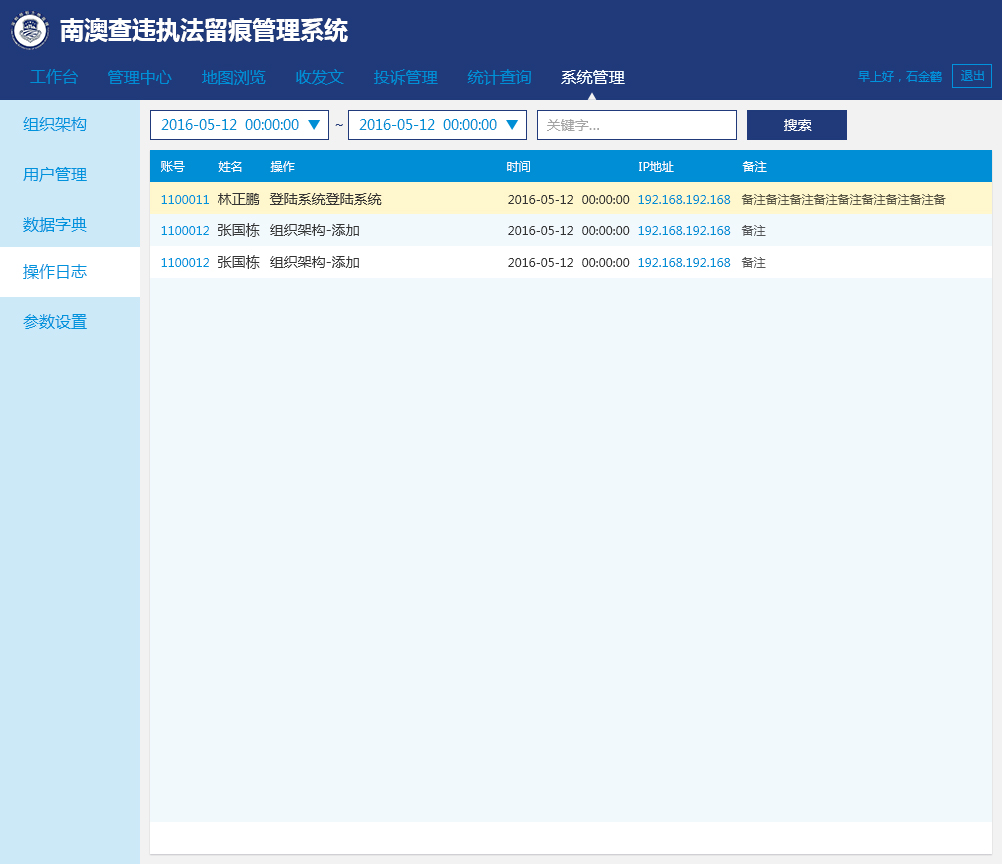 南澳查违执法留痕管理系统
工作台 管理中心 地图浏览 收发文 投诉管理 统计查询 系统管理 早上好，石金鹤 退出
组织架构
用户管理
数据字典
操作日志
参数设置
2016-05-12 00:00:00 ▼ ~ 2016-05-12 00:00:00 ▼ 关键字... 搜索
账号 姓名 操作 时间 IP地址 备注
1100011 林正鹏 登陆系统登陆系统 2016-05-12 00:00:00 192.168.192.168 备注备注备注备注备注备注备注备注备
1100012 张国栋 组织架构-添加 2016-05-12 00:00:00 192.168.192.168 备注
1100012 张国栋 组织架构-添加 2016-05-12 00:00:00 192.168.192.168 备注